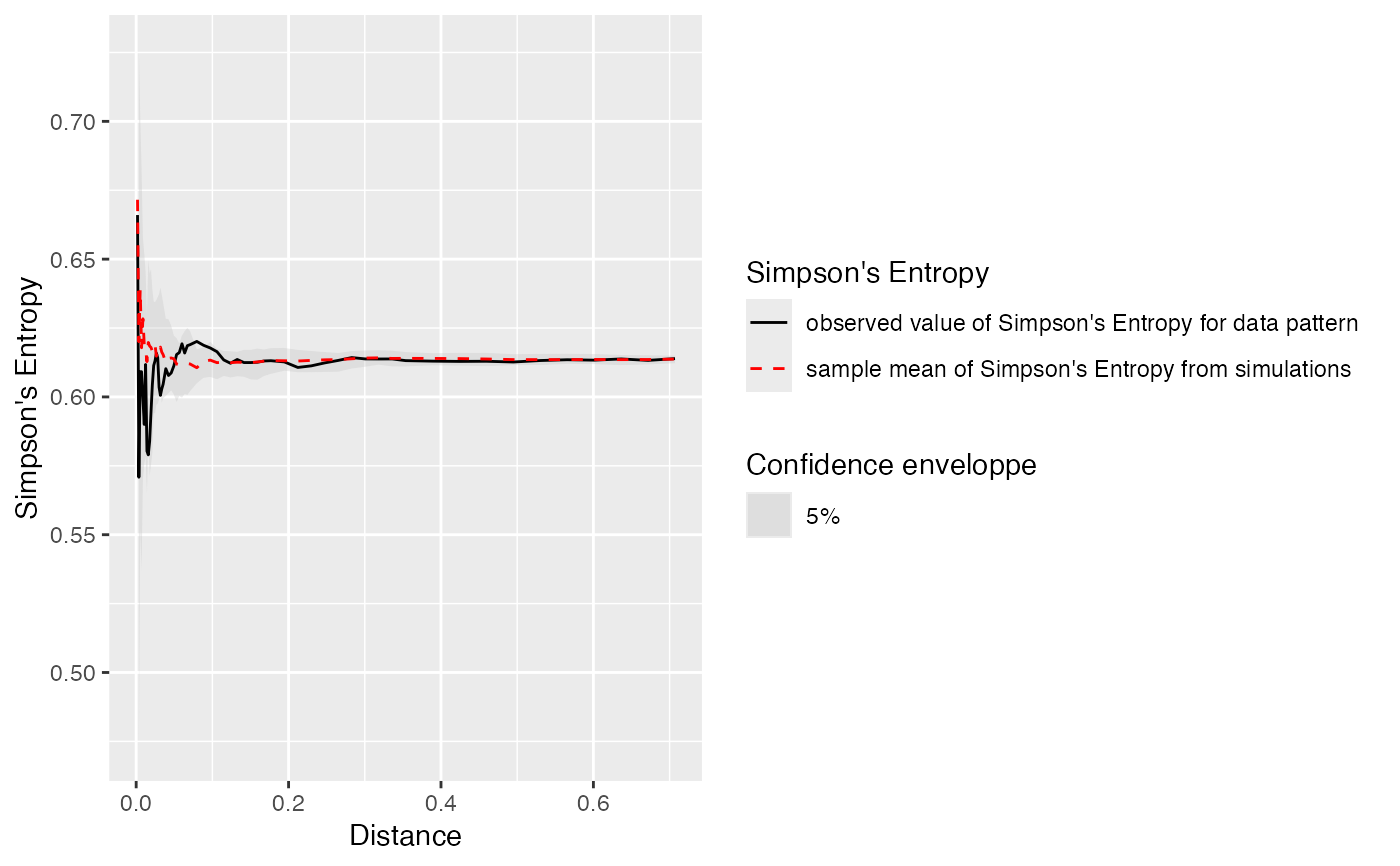 0.70
0.65
0.60
0.55
0.50
Simpson's Entropy
0.0
0.2
0.4
0.6
Distance
Simpson's Entropy
observed value of Simpson's Entropy for data pattern
sample mean of Simpson's Entropy from simulations
Confidence enveloppe
5%